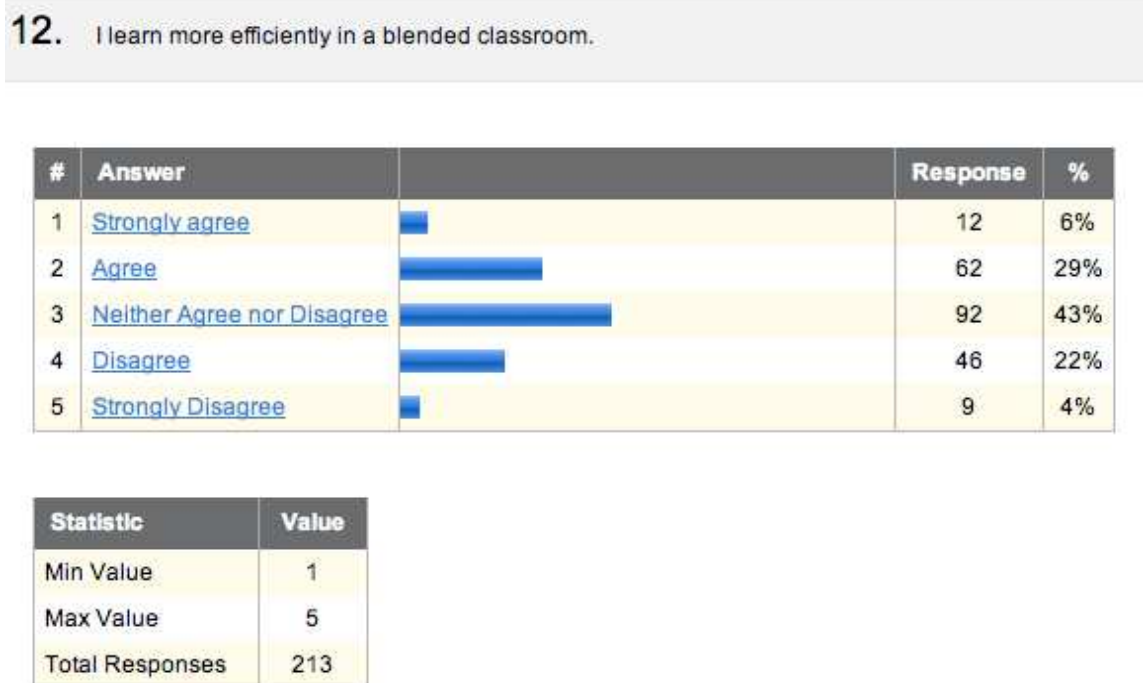 12. I learn more efficiently in a blended classroom.
# Answer Response %
1 Strongly agree 12 6%
2 Agree 62 29%
3 Neither Agree nor Disagree 92 43%
4 Disagree 46 22%
5 Strongly Disagree 9 4%
Statistic Value
Min Value 1
Max Value 5
Total Responses 213